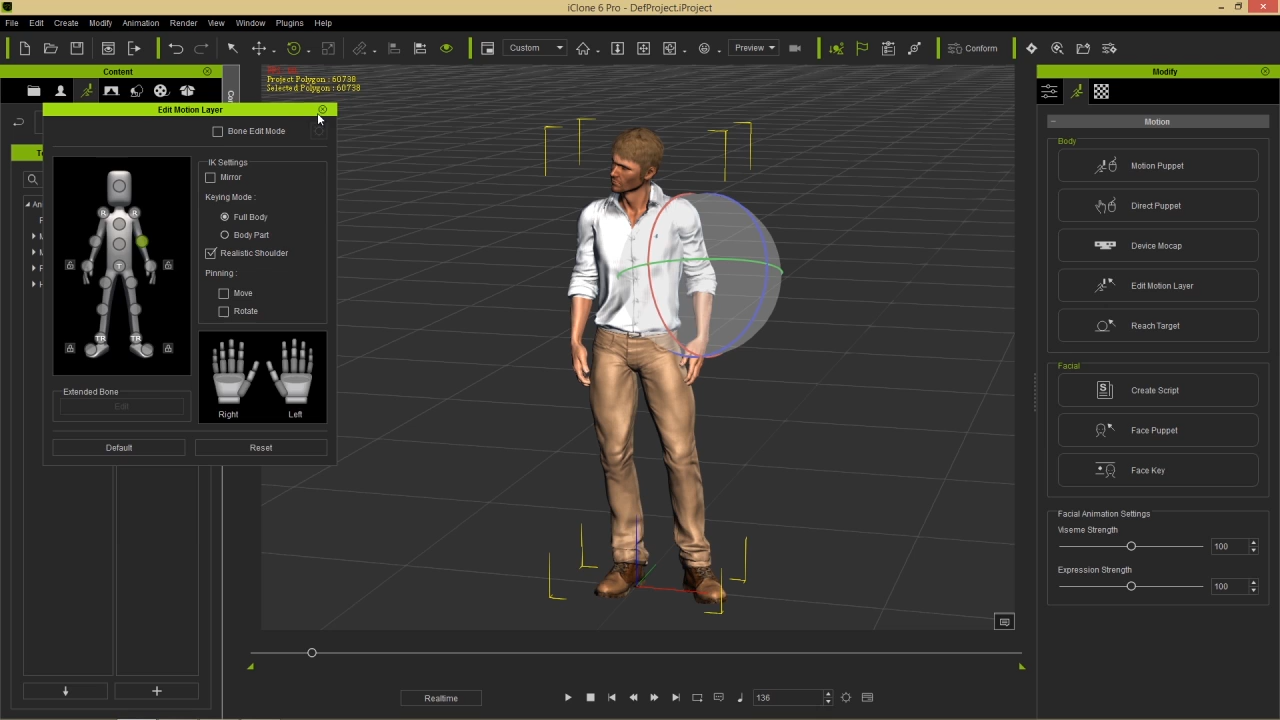 iClone 6 Pro - DefProject.iProject
File Edit Create Modify Animation Render View Window Plugins Help
Custom Preview Conform
Content
Project Polygon : 60738
Selected Polygon : 60738
Edit Motion Layer
Bone Edit Mode
IK Settings
Mirror
Keying Mode :
Full Body
Body Part
Realistic Shoulder
Pinning :
Move
Rotate
R R
T
TR TR
Right Left
Extended Bone
Edit
Default Reset
Modify
Motion
Body
Motion Puppet
Direct Puppet
Device Mocap
Edit Motion Layer
Reach Target
Facial
Create Script
Face Puppet
Face Key
Facial Animation Settings
Viseme Strength
100
Expression Strength
100
Realtime 136